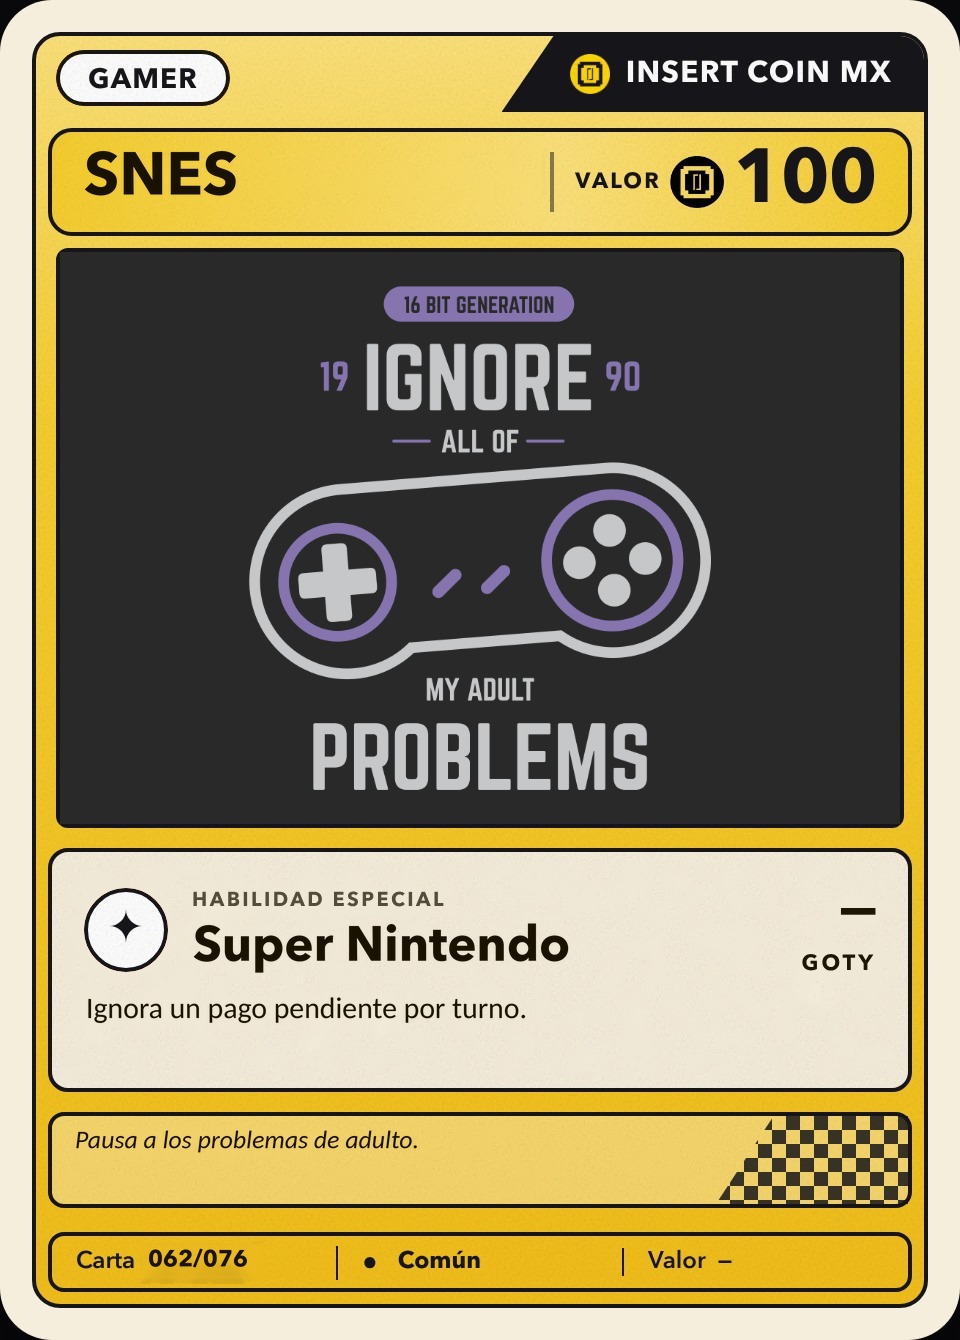 GAMER
INSERT COIN MX
SNES
VALOR 100
16 BIT GENERATION
19 IGNORE 90
ALL OF
MY ADULT
PROBLEMS
HABILIDAD ESPECIAL
Super Nintendo
—
GOTY
Ignora un pago pendiente por turno.
Pausa a los problemas de adulto.
Carta 062/076 • Común Valor –